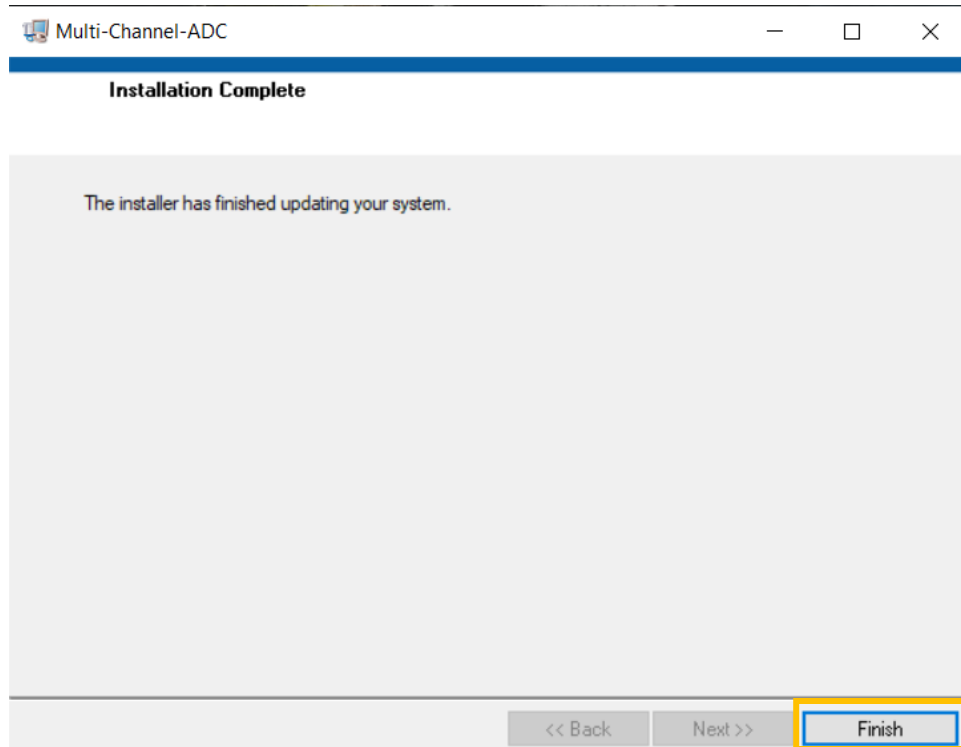 Multi-Channel-ADC
Installation Complete
The installer has finished updating your system.
<< Back Next >> Finish